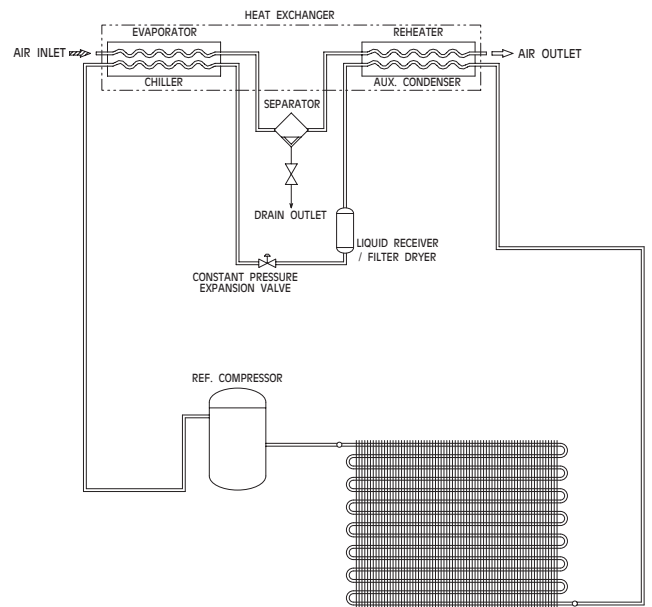 HEAT EXCHANGER
EVAPORATOR
REHEATER
AIR INLET
AIR OUTLET
CHILLER
AUX. CONDENSER
SEPARATOR
DRAIN OUTLET
LIQUID RECEIVER
/ FILTER DRYER
CONSTANT PRESSURE
EXPANSION VALVE
REF. COMPRESSOR